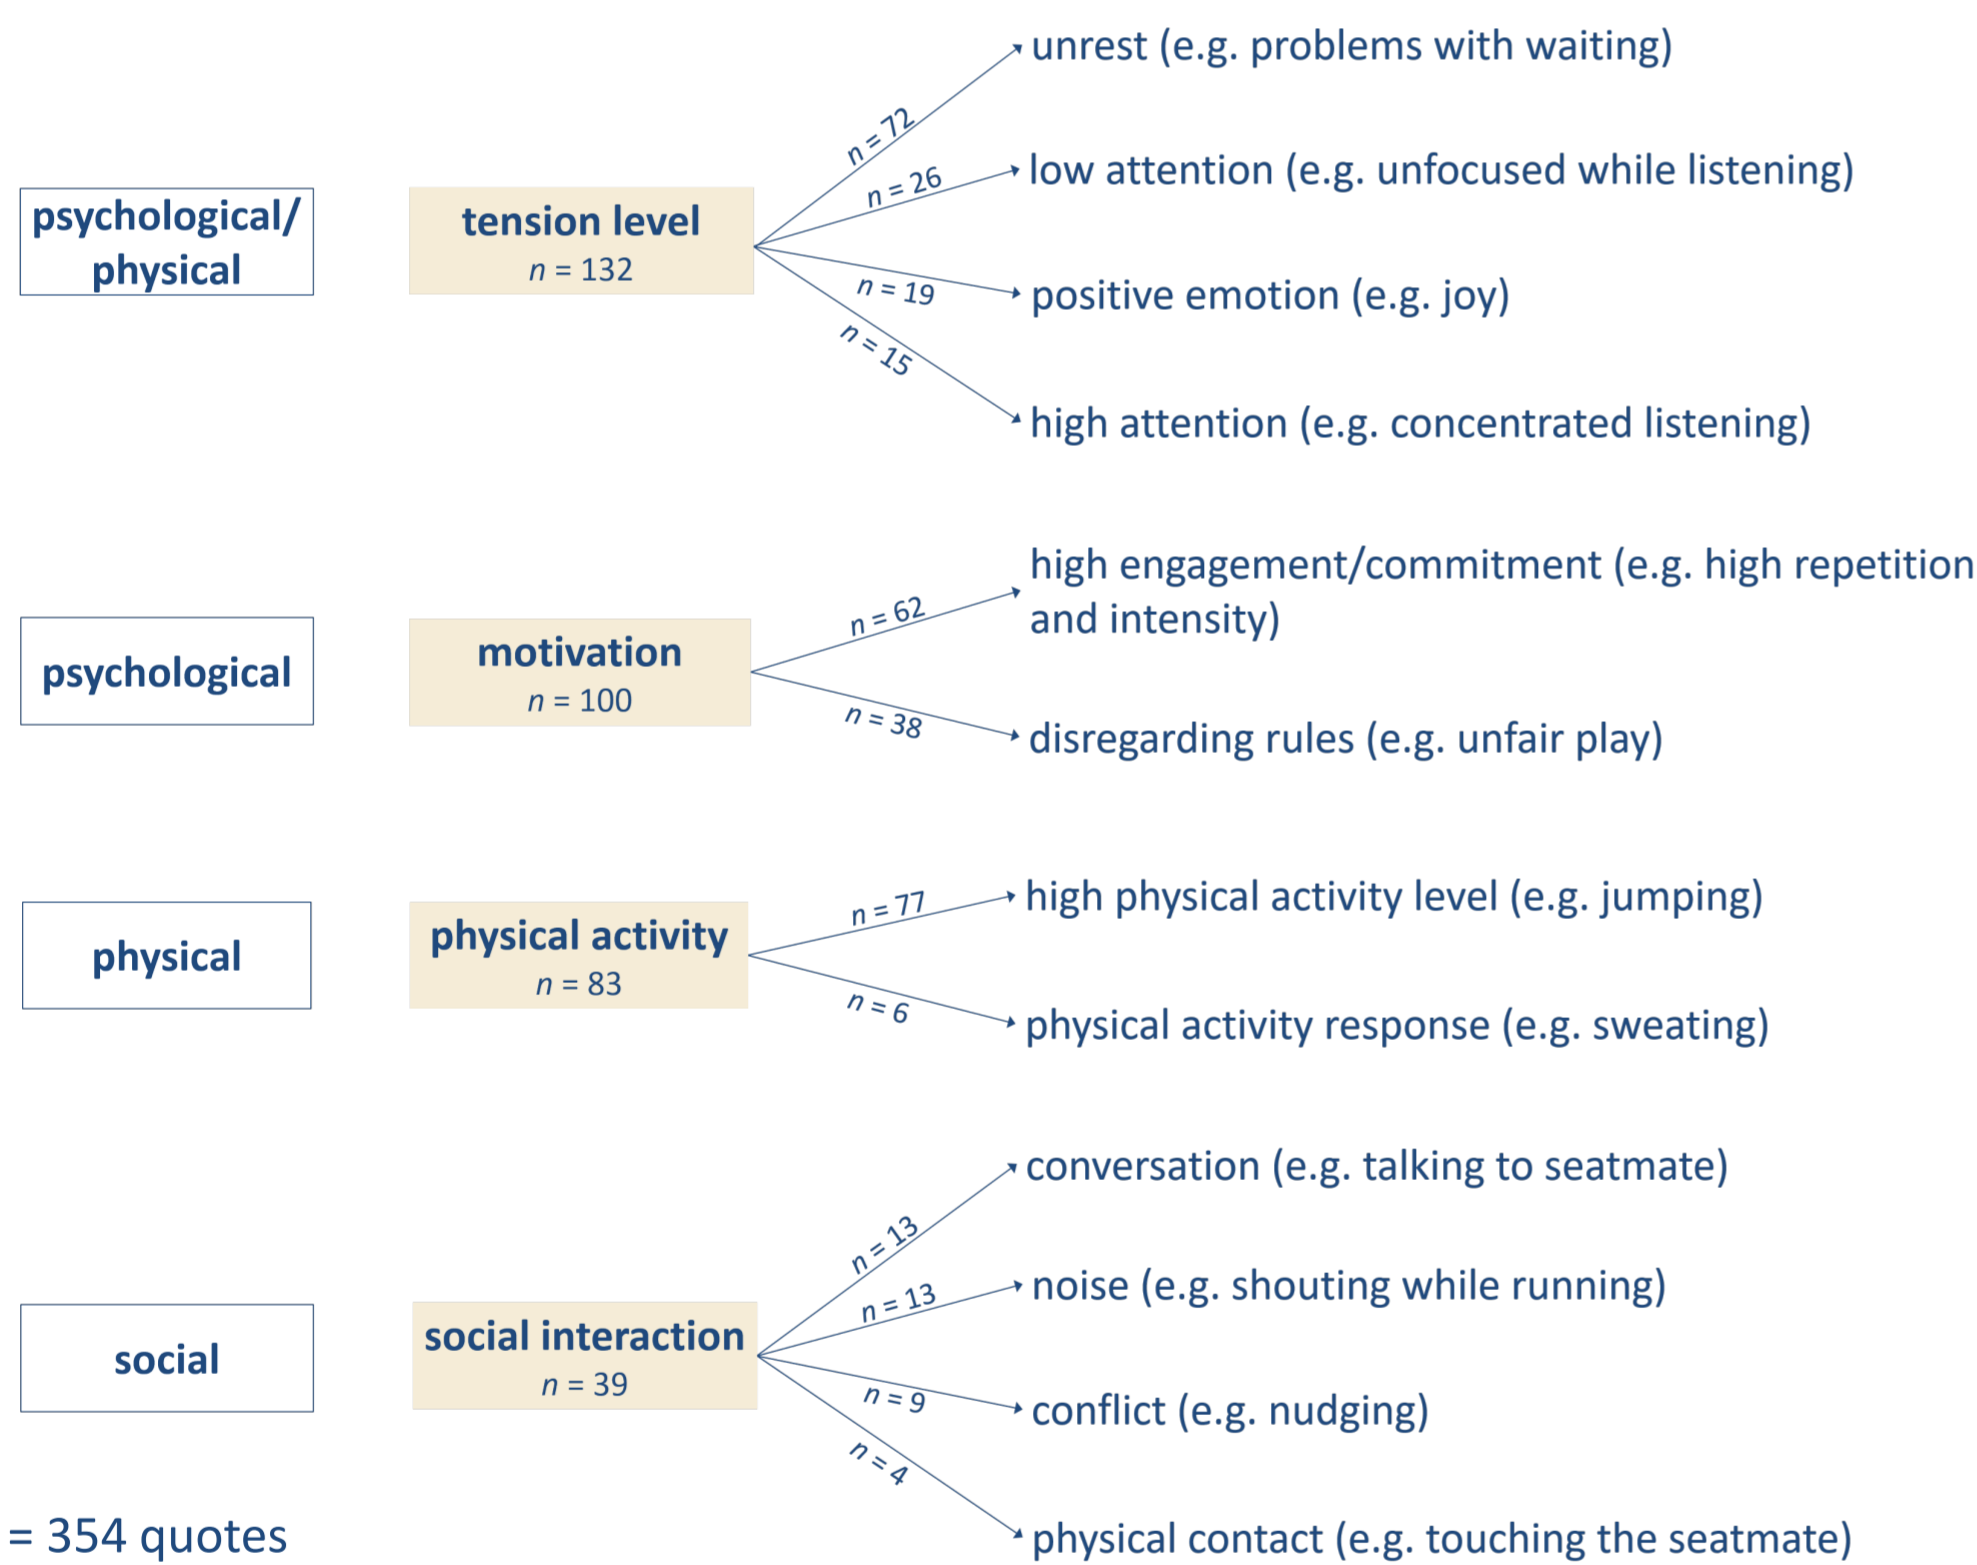 psychological/
physical
tension level
n = 132
n = 72
unrest (e.g. problems with waiting)
n = 26
low attention (e.g. unfocused while listening)
n = 19
positive emotion (e.g. joy)
n = 15
high attention (e.g. concentrated listening)
psychological
motivation
n = 100
n = 62
high engagement/commitment (e.g. high repetition
and intensity)
n = 38
disregarding rules (e.g. unfair play)
physical
physical activity
n = 83
n = 77
high physical activity level (e.g. jumping)
n = 6
physical activity response (e.g. sweating)
social
social interaction
n = 39
n = 13
conversation (e.g. talking to seatmate)
n = 13
noise (e.g. shouting while running)
n = 9
conflict (e.g. nudging)
n = 4
physical contact (e.g. touching the seatmate)
= 354 quotes